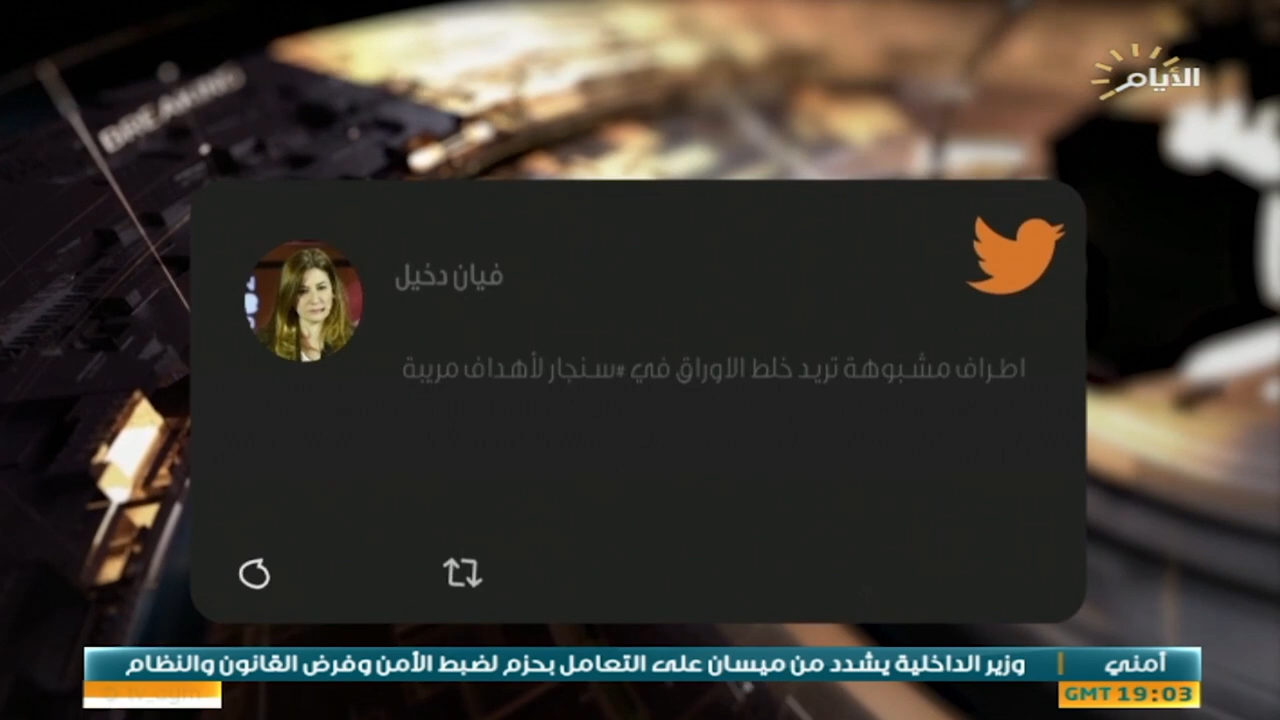 BREAKING
الأيام
فيان دخيل
اطراف مشبوهة تريد خلط الاوراق في #سنجار لأهداف مريبة
أمني
وزير الداخلية يشدد من ميسان على التعامل بحزم لضبط الأمن وفرض القانون والنظام
GMT 19:03